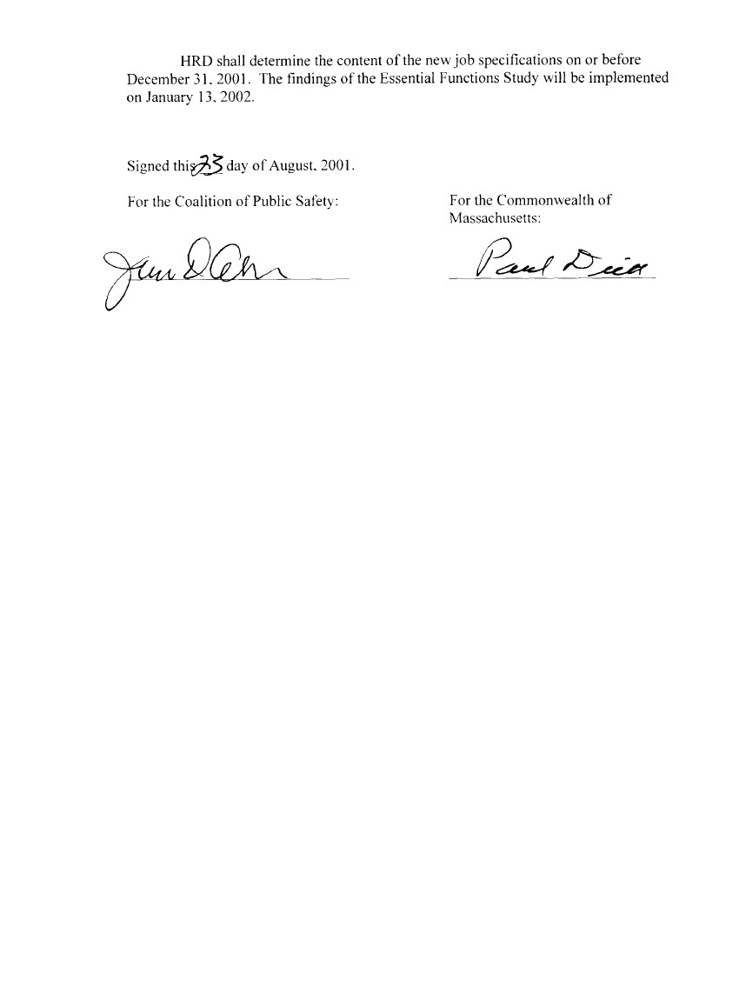 HRD shall determine the content of the new job specifications on or before
December 31, 2001. The findings of the Essential Functions Study will be implemented
on January 13, 2002.
Signed this 23 day of August, 2001.
For the Coalition of Public Safety:
For the Commonwealth of
Massachusetts:
Paul